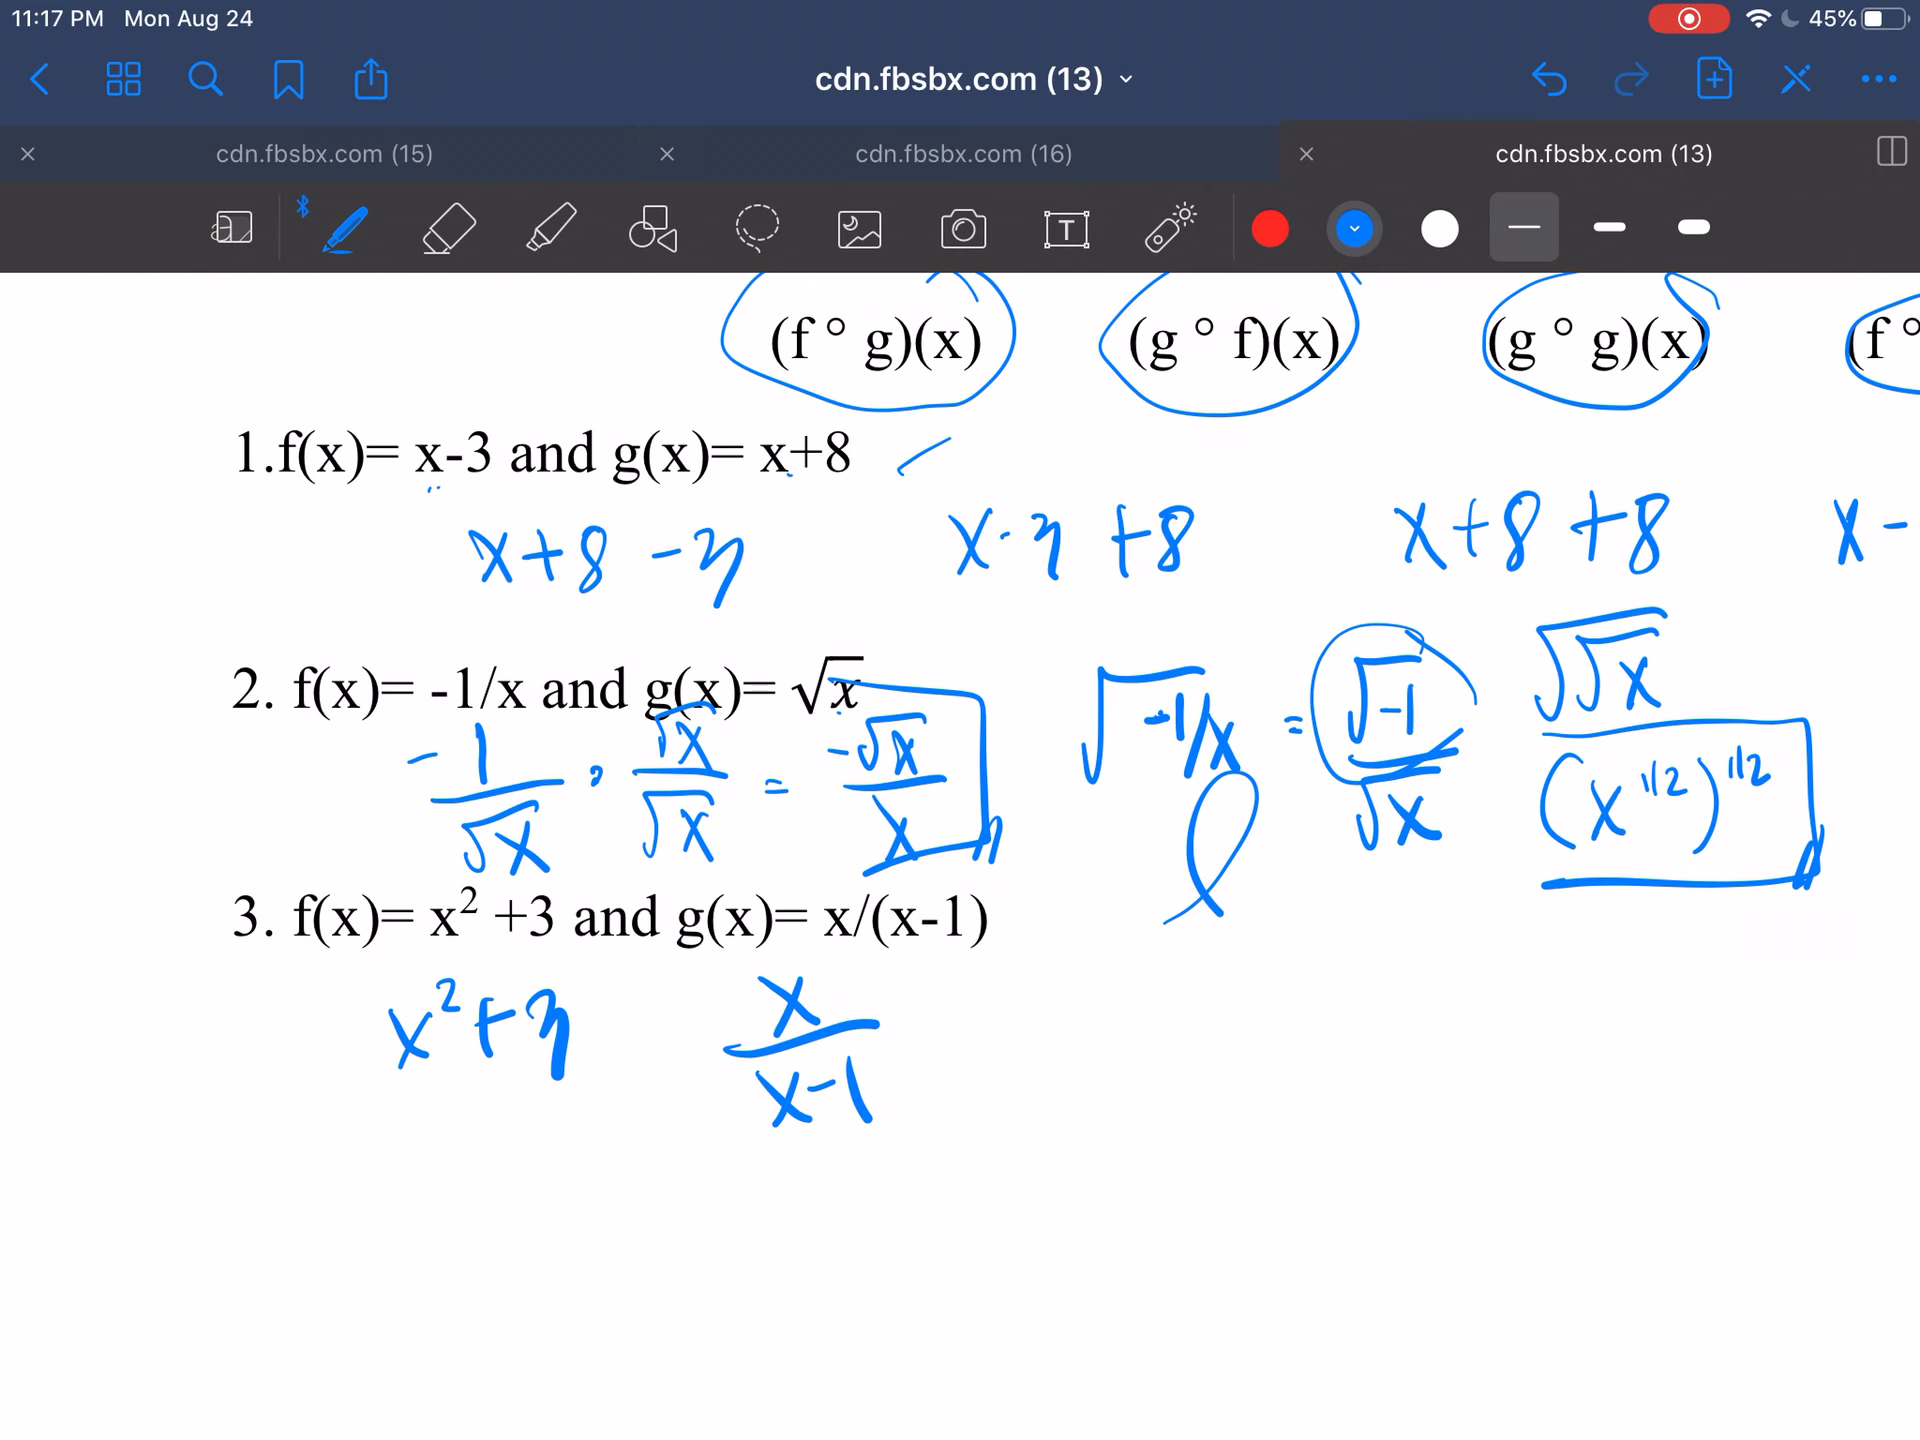 11:17 PM Mon Aug 24 45%
cdn.fbsbx.com (13)
cdn.fbsbx.com (15) cdn.fbsbx.com (16) cdn.fbsbx.com (13)
T
(f ° g)(x) (g ° f)(x) (g ° g)(x) (f °
1.f(x)= x-3 and g(x)= x+8
x+8 -3 x-3 +8 x+8 +8 x-
2. f(x)= -1/x and g(x)= √x
-1/√x · √x/√x = -√x/x √-1/x = √-1/√x √√x
(x^1/2)^1/2
3. f(x)= x² +3 and g(x)= x/(x-1)
x²+3 x/x-1